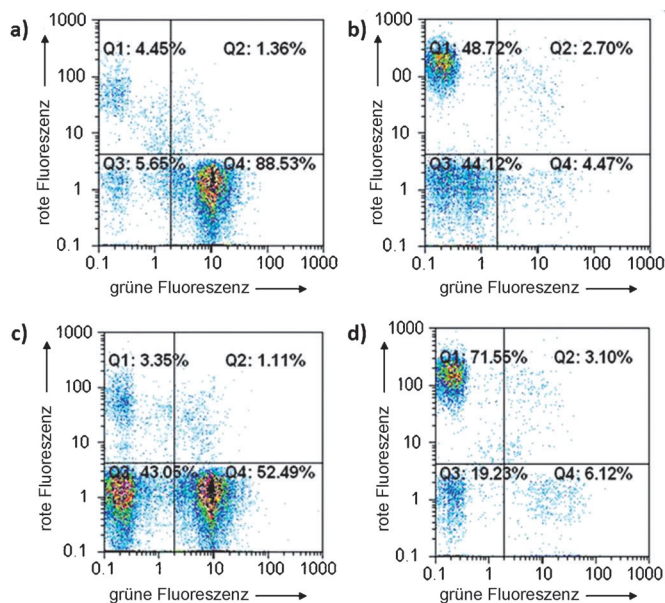 a)
1000
Q1: 4.45% Q2: 1.36%
100
10
Q3: 5.65% Q4: 88.53%
1
0.1
0.1 1 10 100 1000
rote Fluoreszenz
grüne Fluoreszenz
b)
1000
Q1: 48.72% Q2: 2.70%
00
10
Q3: 44.12% Q4: 4.47%
1
0.1
0.1 1 10 100 1000
rote Fluoreszenz
grüne Fluoreszenz
c)
1000
Q1: 3.35% Q2: 1.11%
100
10
Q3: 43.05% Q4: 52.49%
1
0.1
0.1 1 10 100 1000
rote Fluoreszenz
grüne Fluoreszenz
d)
1000
Q1: 71.55% Q2: 3.10%
100
10
Q3: 19.23% Q4: 6.12%
1
0.1
0.1 1 10 100 1000
rote Fluoreszenz
grüne Fluoreszenz